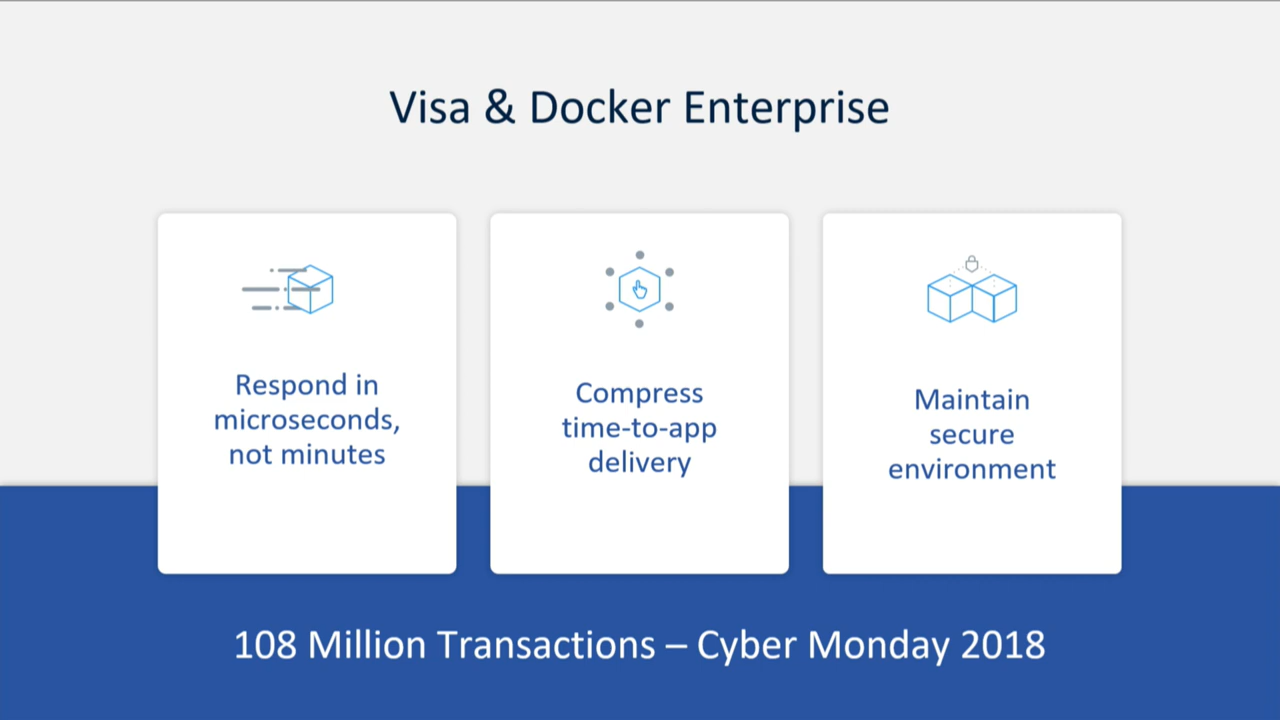 Visa & Docker Enterprise
Respond in
microseconds,
not minutes
Compress
time-to-app
delivery
Maintain
secure
environment
108 Million Transactions – Cyber Monday 2018